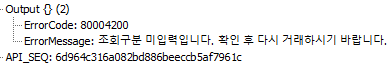 Output {} (2)
ErrorCode: 80004200
ErrorMessage: 조회구분 미입력입니다. 확인 후 다시 거래하시기 바랍니다.
API_SEQ: 6d964c316a082bd886beeccb5af7961c